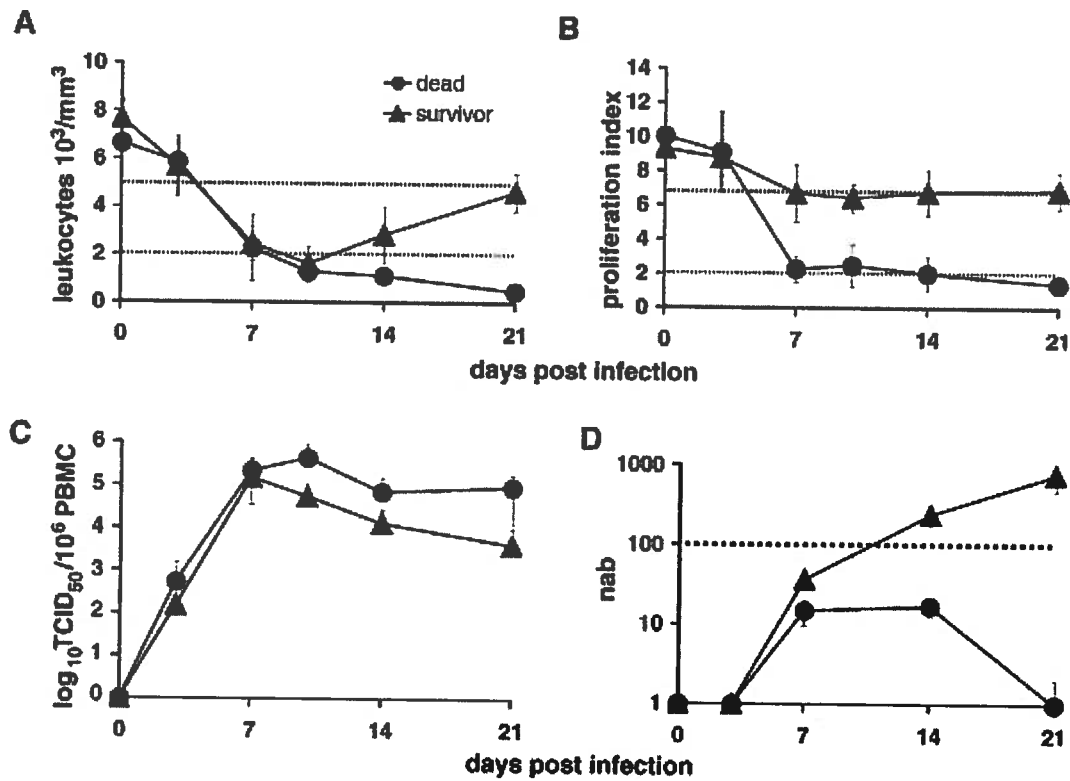 A
leukocytes 10³/mm³
10
8
6
4
2
0
0 7 14 21
dead
survivor
B
proliferation index
14
12
10
8
6
4
2
0
0 7 14 21
days post infection
C
log₁₀TCID₅₀/10⁶ PBMC
6
5
4
3
2
1
0
0 7 14 21
D
nab
1000
100
10
1
0 7 14 21
days post infection